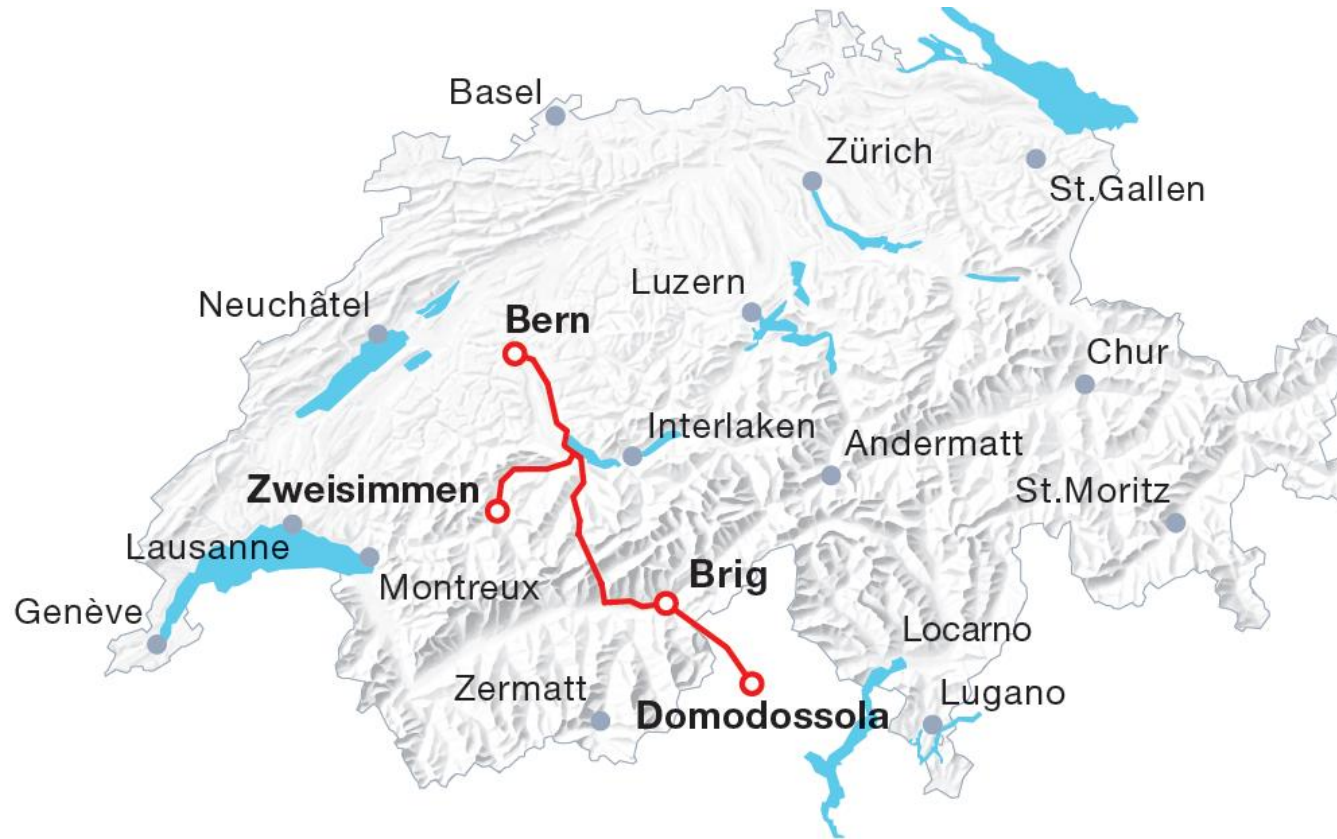 Basel
Zürich
St.Gallen
Luzern
Neuchâtel
Bern
Chur
Interlaken
Andermatt
Zweisimmen
St.Moritz
Lausanne
Brig
Montreux
Genève
Locarno
Zermatt
Lugano
Domodossola